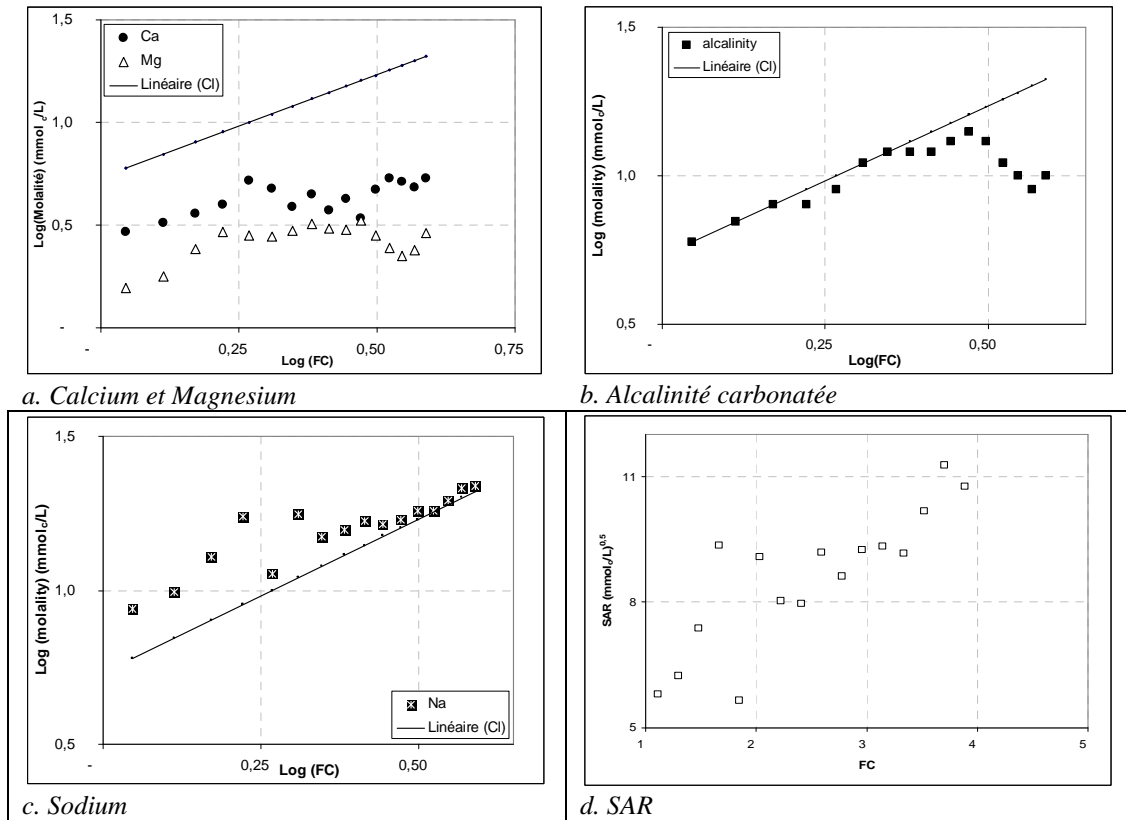 1,5
1,0
0,5
-
Log(Molalité) (mmolc/L)
Ca
Mg
Linéaire (Cl)
-
0,25
0,50
0,75
Log (FC)
a. Calcium et Magnesium
1,5
1,0
0,5
Log (molality) (mmolc/L)
alcalinity
Linéaire (Cl)
-
0,25
0,50
Log(FC)
b. Alcalinité carbonatée
1,5
1,0
0,5
Log (molality) (mmolc/L)
Na
Linéaire (Cl)
-
0,25
0,50
Log (FC)
c. Sodium
11
8
5
SAR (mmolc/L)0,5
1
2
3
4
5
FC
d. SAR